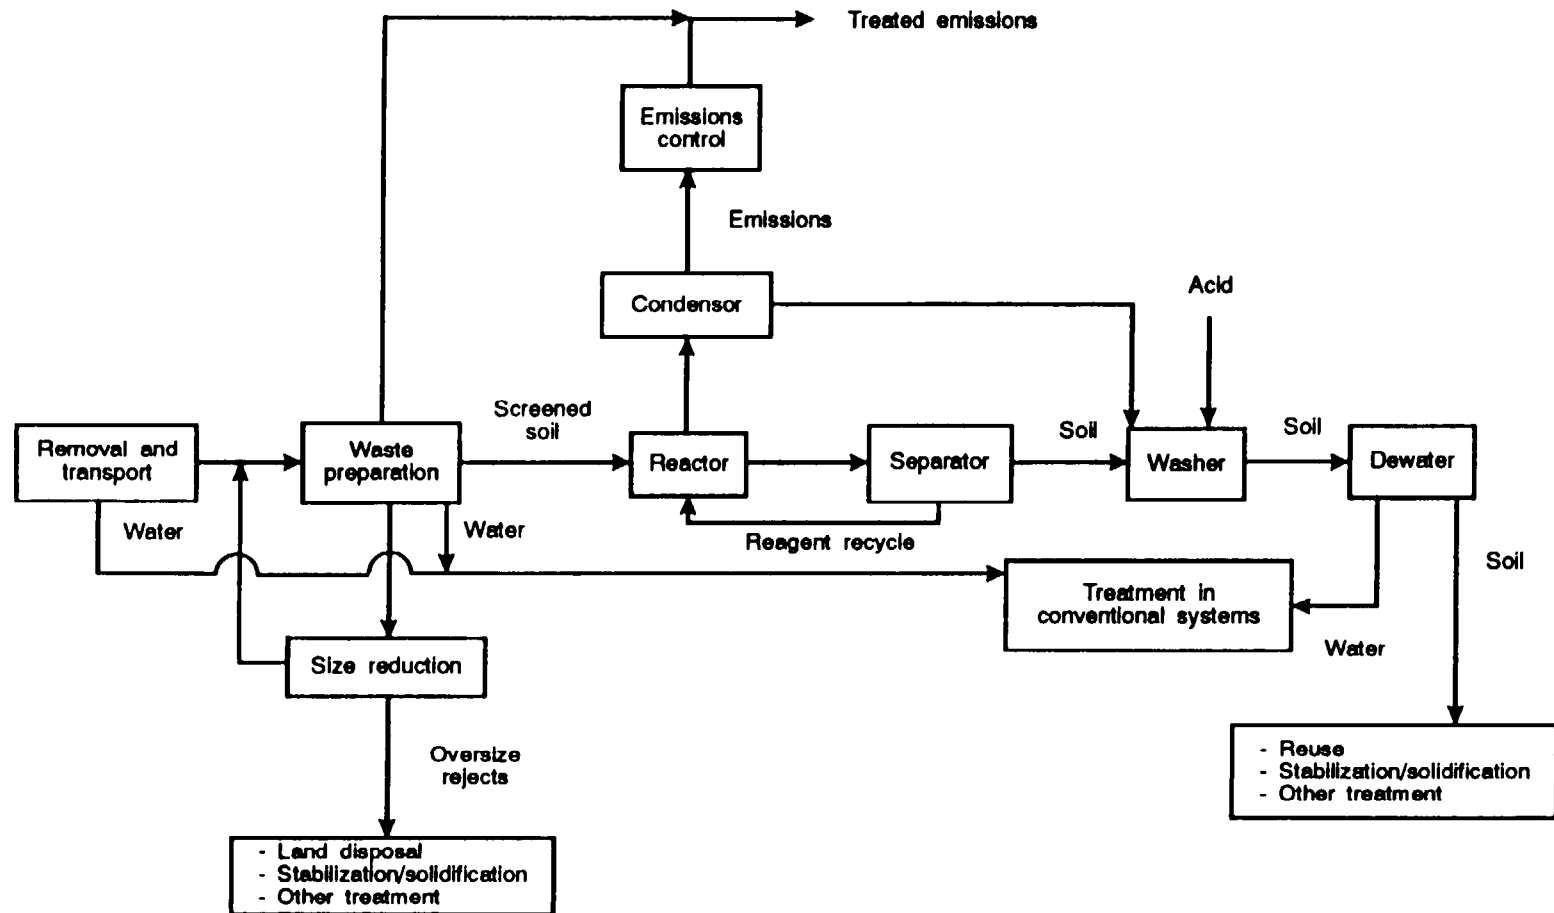 Treated emissions
Emissions
control
Emissions
Condensor
Acid
Screened
soil
Removal and
transport
Waste
preparation
Reactor
Separator
Soil
Washer
Soil
Dewater
Water
Water
Reagent recycle
Treatment in
conventional systems
Soil
Water
Size reduction
Oversize
rejects
- Reuse
- Stabilization/solidification
- Other treatment
- Land disposal
- Stabilization/solidification
- Other treatment